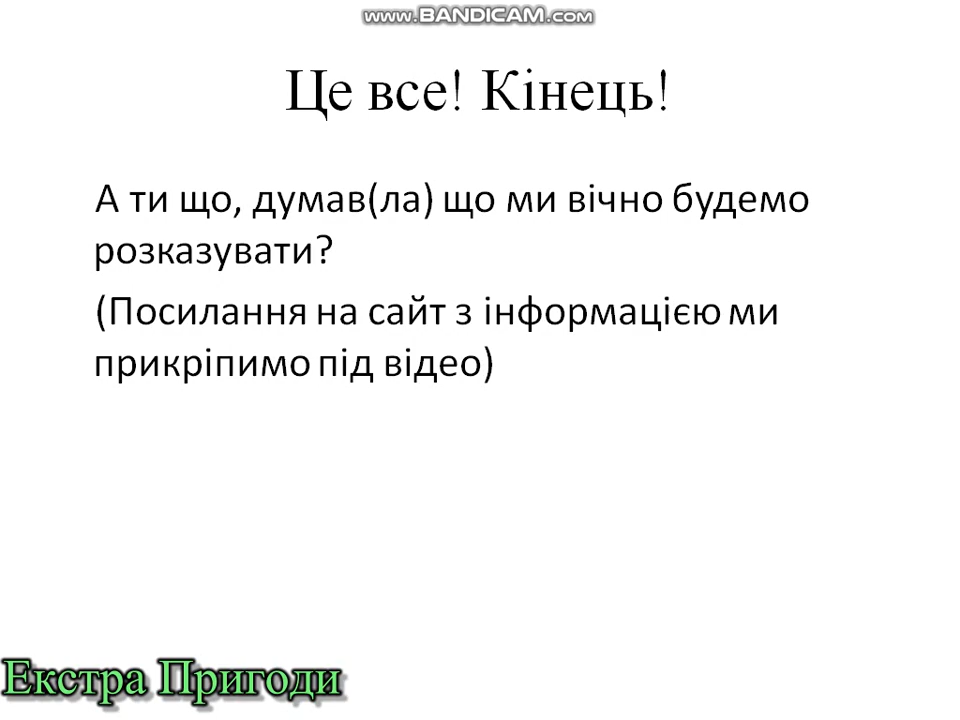 www.BANDICAM.com
Це все! Кінець!
А ти що, думав(ла) що ми вічно будемо
розказувати?
(Посилання на сайт з інформацією ми
прикріпимо під відео)
Екстра Пригоди